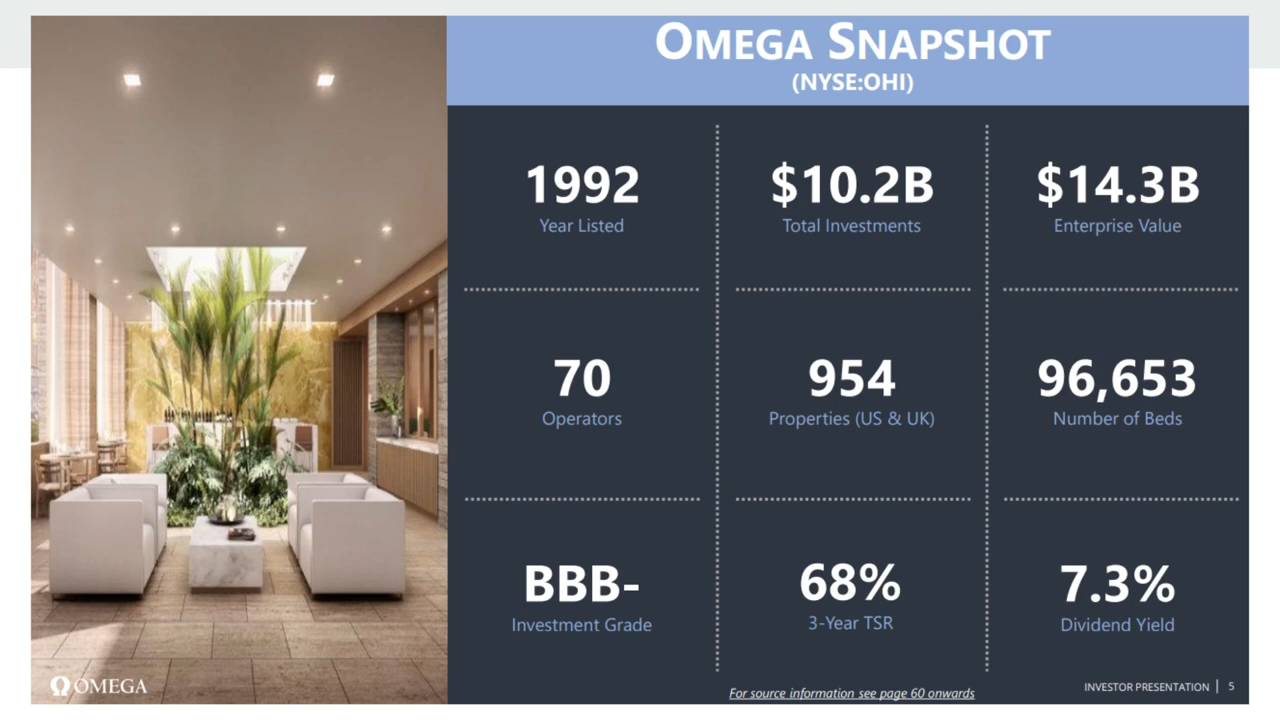 OMEGA SNAPSHOT
(NYSE:OHI)
1992
Year Listed
$10.2B
Total Investments
$14.3B
Enterprise Value
70
Operators
954
Properties (US & UK)
96,653
Number of Beds
BBB-
Investment Grade
68%
3-Year TSR
7.3%
Dividend Yield
OMEGA
For source information see page 60 onwards
INVESTOR PRESENTATION | 5